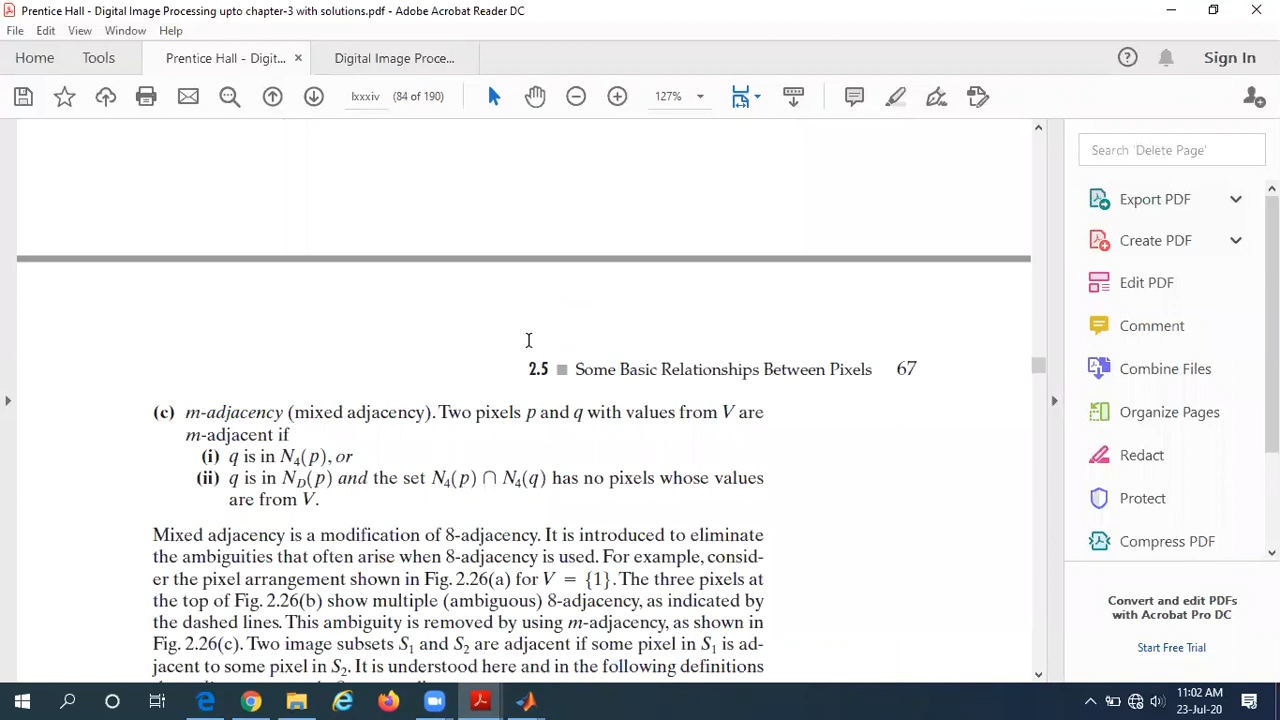 Prentice Hall - Digital Image Processing upto chapter-3 with solutions.pdf - Adobe Acrobat Reader DC
File Edit View Window Help
Home Tools Prentice Hall - Digit... × Digital Image Proce... Sign In
lxxxiv (84 of 190) 127%
Search 'Delete Page'
Export PDF
Create PDF
Edit PDF
Comment
Combine Files
Organize Pages
Redact
Protect
Compress PDF
Convert and edit PDFs
with Acrobat Pro DC
Start Free Trial
2.5 ■ Some Basic Relationships Between Pixels 67
(c) m-adjacency (mixed adjacency). Two pixels p and q with values from V are
m-adjacent if
(i) q is in N4(p), or
(ii) q is in ND(p) and the set N4(p) ∩ N4(q) has no pixels whose values
are from V.
Mixed adjacency is a modification of 8-adjacency. It is introduced to eliminate
the ambiguities that often arise when 8-adjacency is used. For example, consid-
er the pixel arrangement shown in Fig. 2.26(a) for V = {1}. The three pixels at
the top of Fig. 2.26(b) show multiple (ambiguous) 8-adjacency, as indicated by
the dashed lines. This ambiguity is removed by using m-adjacency, as shown in
Fig. 2.26(c). Two image subsets S1 and S2 are adjacent if some pixel in S1 is ad-
jacent to some pixel in S2. It is understood here and in the following definitions
11:02 AM
23-Jul-20